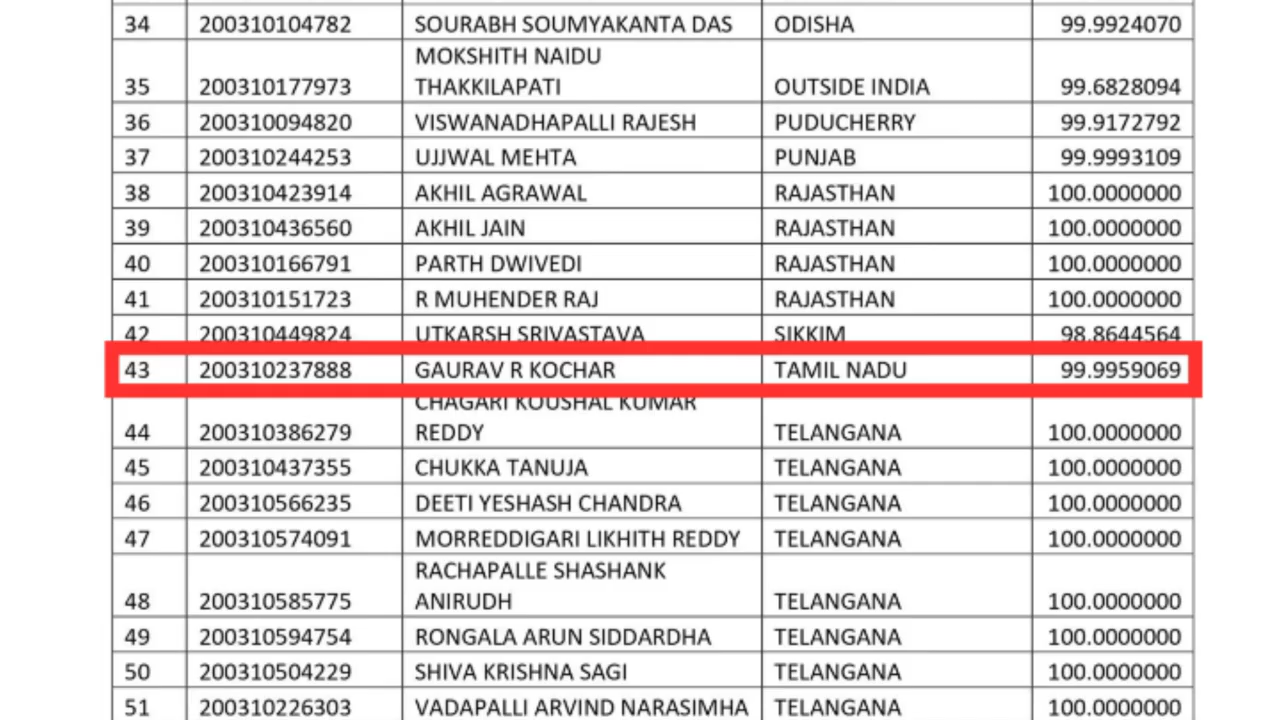 34 200310104782 SOURABH SOUMYAKANTA DAS ODISHA 99.9924070
MOKSHITH NAIDU
35 200310177973 THAKKILAPATI OUTSIDE INDIA 99.6828094
36 200310094820 VISWANADHAPALLI RAJESH PUDUCHERRY 99.9172792
37 200310244253 UJJWAL MEHTA PUNJAB 99.9993109
38 200310423914 AKHIL AGRAWAL RAJASTHAN 100.0000000
39 200310436560 AKHIL JAIN RAJASTHAN 100.0000000
40 200310166791 PARTH DWIVEDI RAJASTHAN 100.0000000
41 200310151723 R MUHENDER RAJ RAJASTHAN 100.0000000
42 200310449824 UTKARSH SRIVASTAVA SIKKIM 98.8644564
43 200310237888 GAURAV R KOCHAR TAMIL NADU 99.9959069
CHAGARI KOUSHAL KUMAR
44 200310386279 REDDY TELANGANA 100.0000000
45 200310437355 CHUKKA TANUJA TELANGANA 100.0000000
46 200310566235 DEETI YESHASH CHANDRA TELANGANA 100.0000000
47 200310574091 MORREDDIGARI LIKHITH REDDY TELANGANA 100.0000000
RACHAPALLE SHASHANK
48 200310585775 ANIRUDH TELANGANA 100.0000000
49 200310594754 RONGALA ARUN SIDDARDHA TELANGANA 100.0000000
50 200310504229 SHIVA KRISHNA SAGI TELANGANA 100.0000000
51 200310226303 VADAPALLI ARVIND NARASIMHA TELANGANA 100.0000000